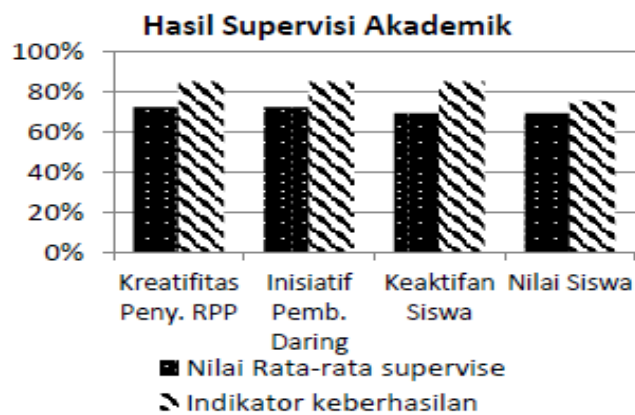 Hasil Supervisi Akademik
100%
80%
60%
40%
20%
0%
Kreatifitas Peny. RPP
Inisiatif Pemb. Daring
Keaktifan Siswa
Nilai Siswa
Nilai Rata-rata supervise
Indikator keberhasilan